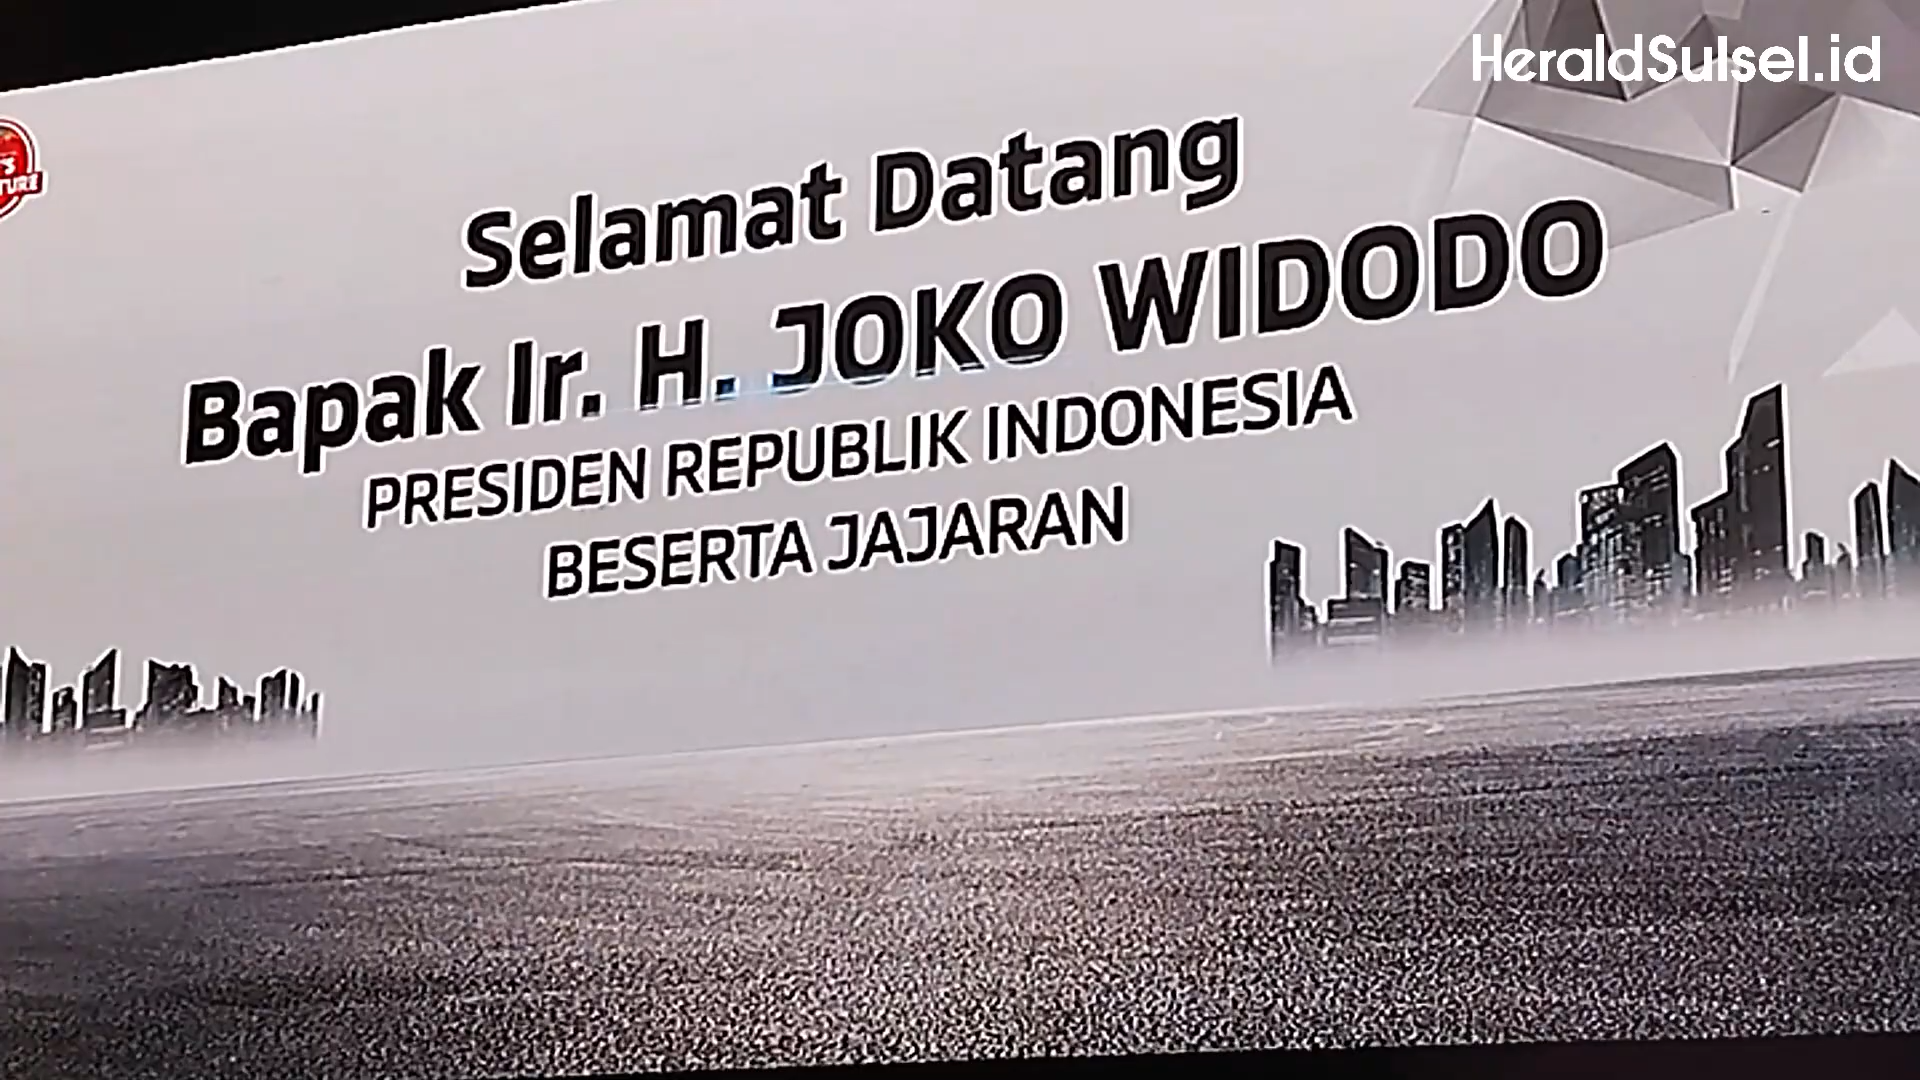 HeraldSulsel.id
Selamat Datang
Bapak Ir. H. JOKO WIDODO
PRESIDEN REPUBLIK INDONESIA
BESERTA JAJARAN